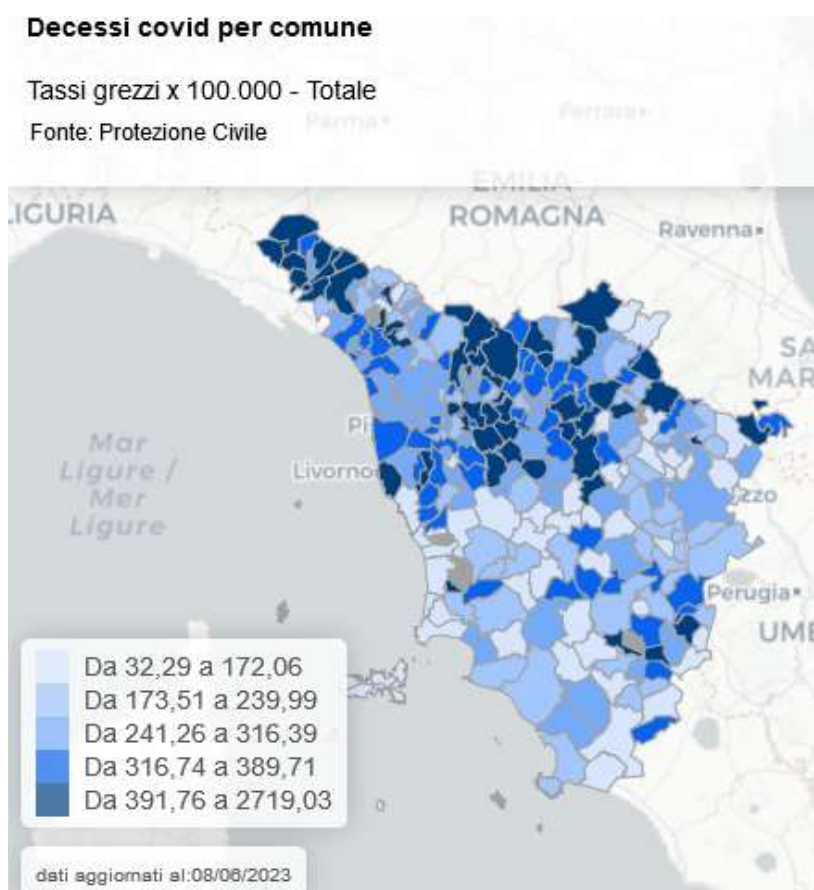 Decessi covid per comune
Tassi grezzi x 100.000 - Totale
Parma
Ferrara
Fonte: Protezione Civile
EMILIA-
LIGURIA
ROMAGNA
Ravenna
SA
MAR
Mar
Ligure /
Mer
Ligure
Pi
Livorno
zzo
Perugia
UMB
Da 32,29 a 172,06
Da 173,51 a 239,99
Da 241,26 a 316,39
Da 316,74 a 389,71
Da 391,76 a 2719,03
dati aggiornati al:08/06/2023